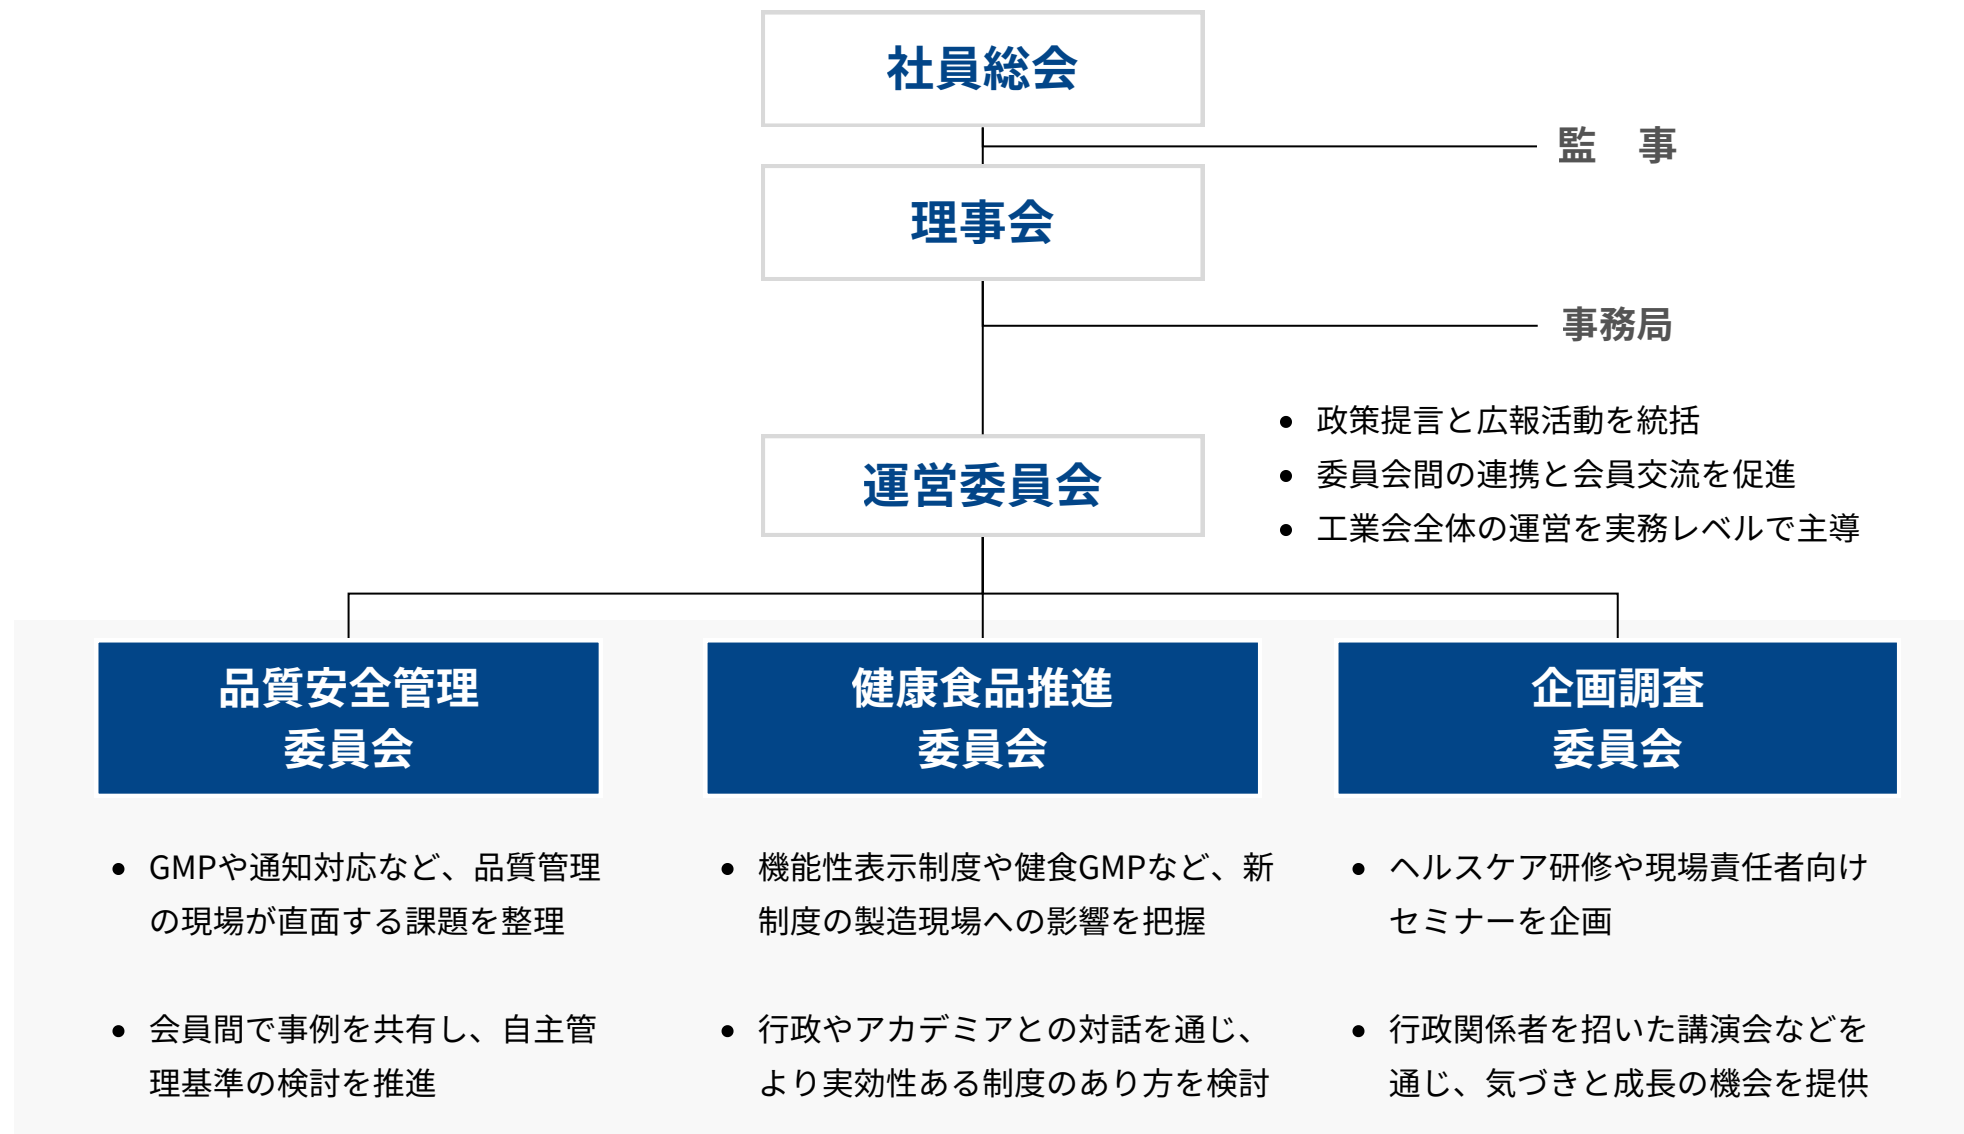 社員総会
監　事
理事会
事務局
運営委員会
• 政策提言と広報活動を統括
• 委員会間の連携と会員交流を促進
• 工業会全体の運営を実務レベルで主導
品質安全管理
委員会
• GMPや通知対応など、品質管理
の現場が直面する課題を整理
• 会員間で事例を共有し、自主管
理基準の検討を推進
健康食品推進
委員会
• 機能性表示制度や健食GMPなど、新
制度の製造現場への影響を把握
• 行政やアカデミアとの対話を通じ、
より実効性ある制度のあり方を検討
企画調査
委員会
• ヘルスケア研修や現場責任者向け
セミナーを企画
• 行政関係者を招いた講演会などを
通じ、気づきと成長の機会を提供